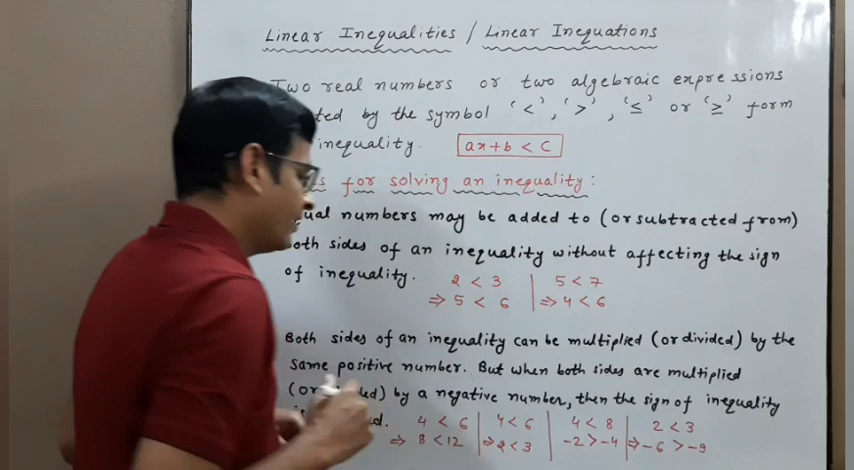 Linear Inequalities / Linear Inequations
Two real numbers or two algebraic expressions
by the symbol '<', '>', '≤' or '≥' form
inequality. ax+b < c
for solving an inequality:
numbers may be added to (or subtracted from)
both sides of an inequality without affecting the sign
of inequality. 2 < 3 | 5 < 7
⇒ 5 < 6 | ⇒ 4 < 6
Both sides of an inequality can be multiplied (or divided) by the
same positive number. But when both sides are multiplied
(or by a negative number, then the sign of inequality
4 < 6 | 4 < 6 | 4 < 8 | 2 < 3
⇒ 8 < 12 | ⇒ 2 < 3 | -2 > -4 | ⇒ -6 > -9